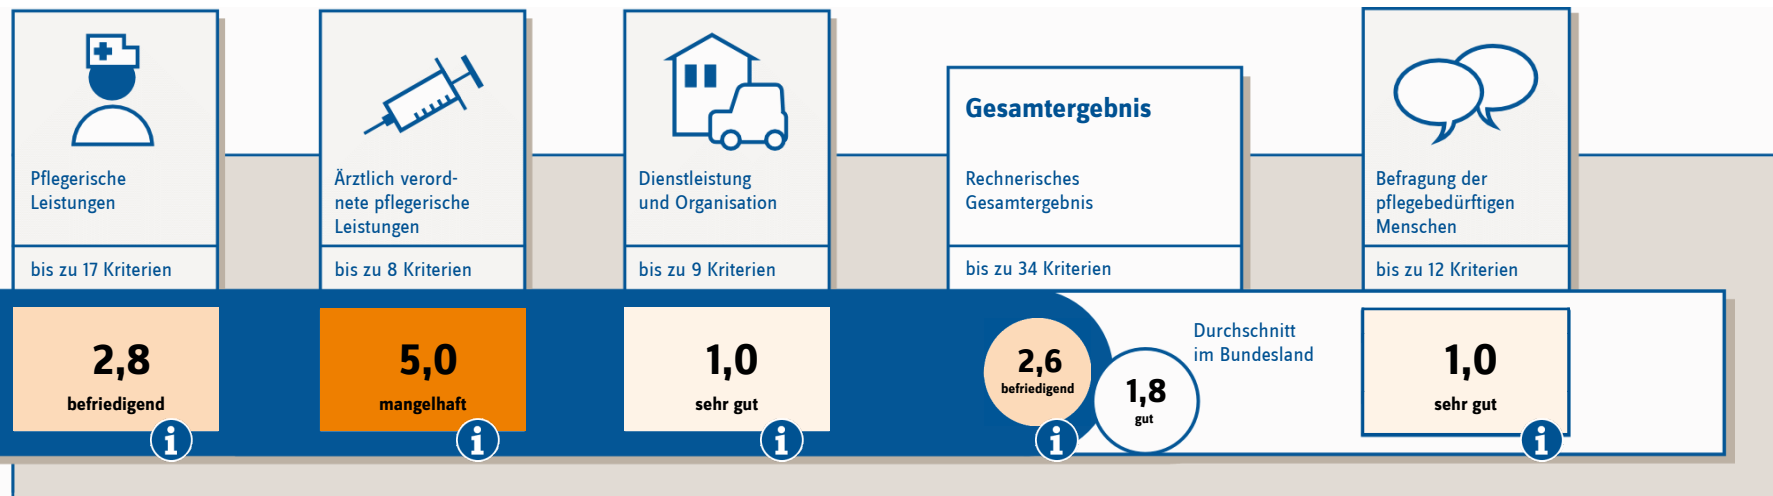 Pflegerische
Leistungen
bis zu 17 Kriterien
2,8
befriedigend
i
Ärztlich verord-
nete pflegerische
Leistungen
bis zu 8 Kriterien
5,0
mangelhaft
i
Dienstleistung
und Organisation
bis zu 9 Kriterien
1,0
sehr gut
i
Gesamtergebnis
Rechnerisches
Gesamtergebnis
bis zu 34 Kriterien
2,6
befriedigend
i
Durchschnitt
im Bundesland
1,8
gut
Befragung der
pflegebedürftigen
Menschen
bis zu 12 Kriterien
1,0
sehr gut
i